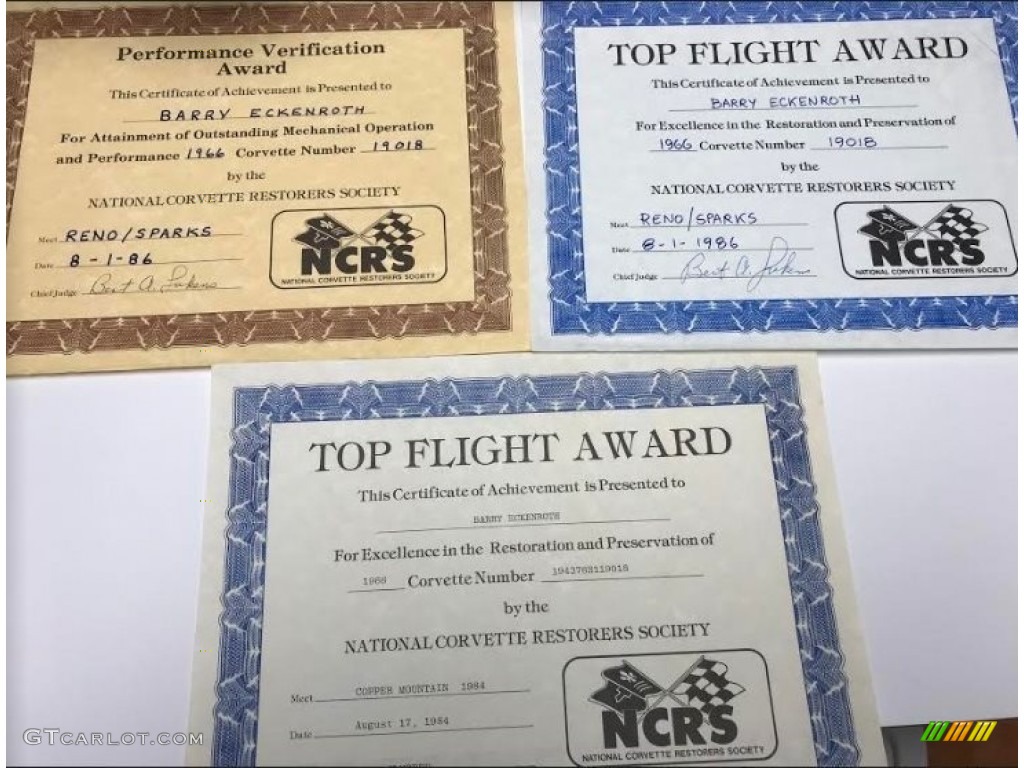 Performance Verification
Award
This Certificate of Achievement is Presented to
BARRY ECKENROTH
For Attainment of Outstanding Mechanical Operation
and Performance 1966 Corvette Number 19018
by the
NATIONAL CORVETTE RESTORERS SOCIETY
Meet RENO/SPARKS
Date 8-1-86
Chief Judge
NCRS
NATIONAL CORVETTE RESTORERS SOCIETY
TOP FLIGHT AWARD
This Certificate of Achievement is Presented to
BARRY ECKENROTH
For Excellence in the Restoration and Preservation of
1966 Corvette Number 19018
by the
NATIONAL CORVETTE RESTORERS SOCIETY
Meet RENO/SPARKS
Date 8-1-1986
Chief Judge
NCRS
NATIONAL CORVETTE RESTORERS SOCIETY
TOP FLIGHT AWARD
This Certificate of Achievement is Presented to
BARRY ECKENROTH
For Excellence in the Restoration and Preservation of
1966 Corvette Number
by the
NATIONAL CORVETTE RESTORERS SOCIETY
Meet COPPER MOUNTAIN 1984
Date August 17, 1984
NCRS
NATIONAL CORVETTE RESTORERS SOCIETY
GTCARLOT.COM